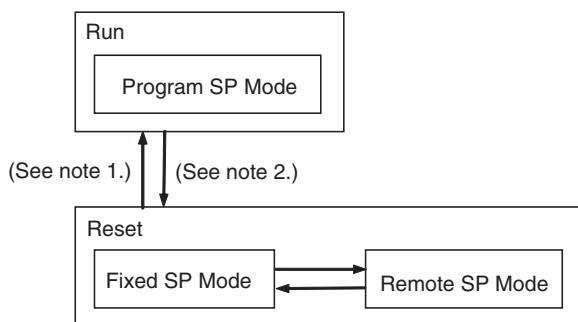 Run
Program SP Mode
(See note 1.)
(See note 2.)
Reset
Fixed SP Mode
Remote SP Mode